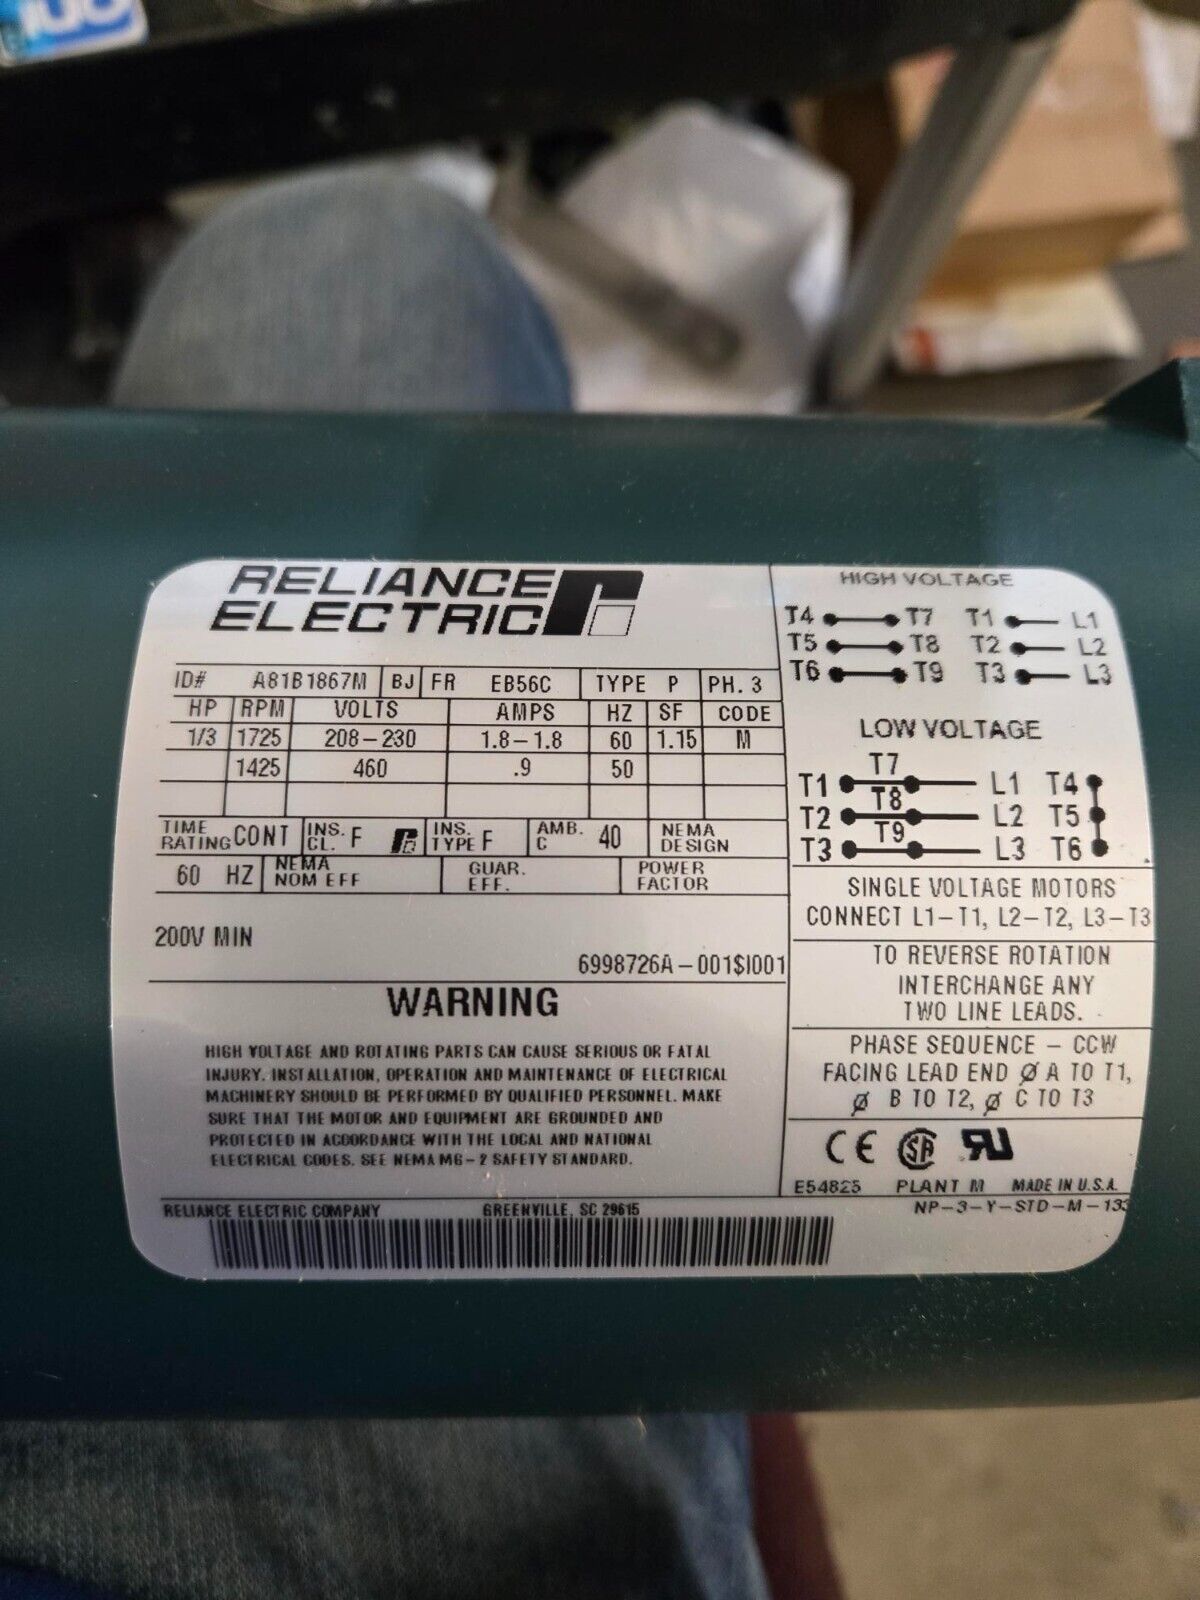 RELIANCE
ELECTRIC
ID# A81B1867M BJ FR EB56C TYPE P PH. 3
HP RPM VOLTS AMPS HZ SF CODE
1/3 1725 208-230 1.8-1.8 60 1.15 M
1425 460 .9 50
TIME RATING CONT INS. CL. F INS. TYPE F AMB. C 40 NEMA DESIGN
60 HZ NEMA NOM EFF GUAR. EFF. POWER FACTOR
200V MIN
6998726A-001$I001
WARNING
HIGH VOLTAGE AND ROTATING PARTS CAN CAUSE SERIOUS OR FATAL
INJURY. INSTALLATION, OPERATION AND MAINTENANCE OF ELECTRICAL
MACHINERY SHOULD BE PERFORMED BY QUALIFIED PERSONNEL. MAKE
SURE THAT THE MOTOR AND EQUIPMENT ARE GROUNDED AND
PROTECTED IN ACCORDANCE WITH THE LOCAL AND NATIONAL
ELECTRICAL CODES. SEE NEMA MG-2 SAFETY STANDARD.
RELIANCE ELECTRIC COMPANY GREENVILLE, SC 29615
HIGH VOLTAGE
T4 T7 T1 L1
T5 T8 T2 L2
T6 T9 T3 L3
LOW VOLTAGE
T1 T7 L1 T4
T2 T8 L2 T5
T3 T9 L3 T6
SINGLE VOLTAGE MOTORS
CONNECT L1-T1, L2-T2, L3-T3
TO REVERSE ROTATION
INTERCHANGE ANY
TWO LINE LEADS.
PHASE SEQUENCE - CCW
FACING LEAD END Ø A TO T1,
Ø B TO T2, Ø C TO T3
CE SA RU
E54825 PLANT M MADE IN U.S.A.
NP-3-Y-STD-M-133